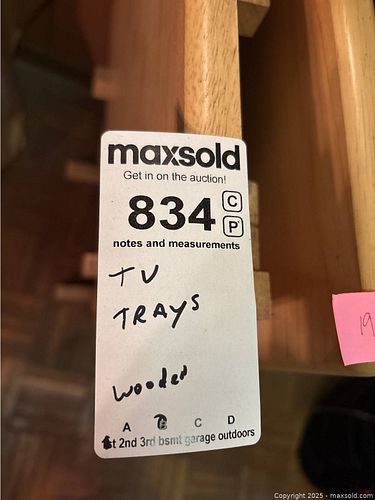 maxsold
Get in on the auction!
834 C P
notes and measurements
TV
TRAYS
wooden
A B C D
1st 2nd 3rd bsmt garage outdoors
19
Copyright 2025 - maxsold.com